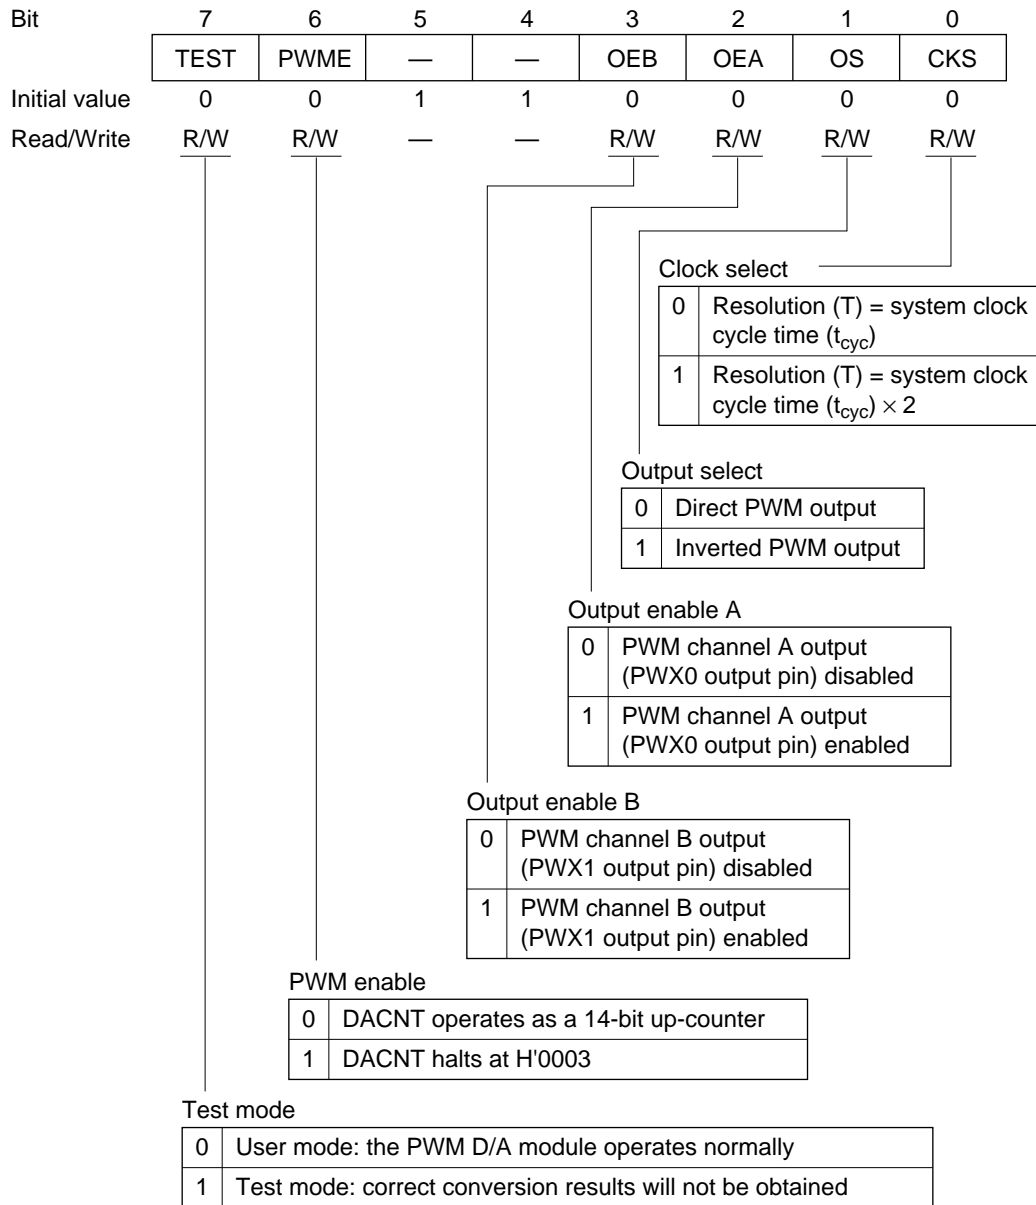 Bit 7 6 5 4 3 2 1 0
TEST PWME — — OEB OEA OS CKS
Initial value 0 0 1 1 0 0 0 0
Read/Write R/W R/W — — R/W R/W R/W R/W
Clock select
0 Resolution (T) = system clock
cycle time (tcyc)
1 Resolution (T) = system clock
cycle time (tcyc) × 2
Output select
0 Direct PWM output
1 Inverted PWM output
Output enable A
0 PWM channel A output
(PWX0 output pin) disabled
1 PWM channel A output
(PWX0 output pin) enabled
Output enable B
0 PWM channel B output
(PWX1 output pin) disabled
1 PWM channel B output
(PWX1 output pin) enabled
PWM enable
0 DACNT operates as a 14-bit up-counter
1 DACNT halts at H'0003
Test mode
0 User mode: the PWM D/A module operates normally
1 Test mode: correct conversion results will not be obtained